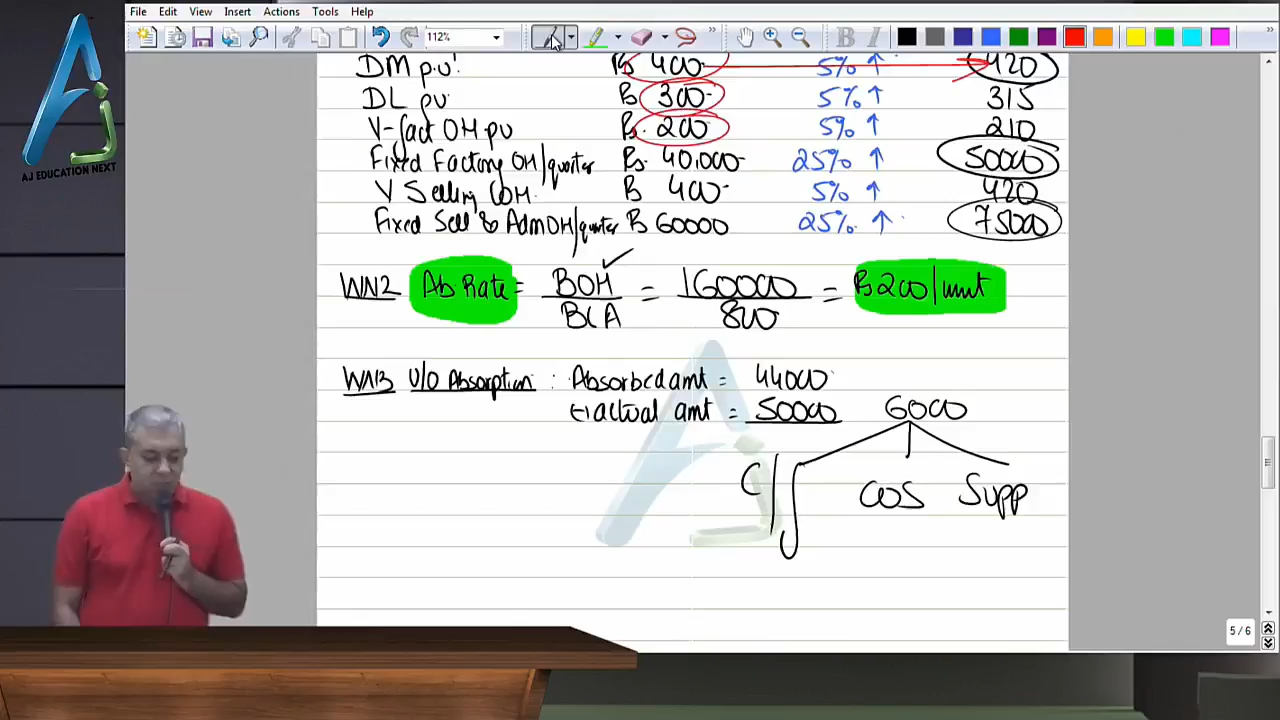 File Edit View Insert Actions Tools Help
112%
DM p.u. ₨ 400 5% ↑ 420
DL pu ₨ 300 5% ↑ 315
V-fact OH pu ₨ 200 5% ↑ 210
Fixed Factory OH/quarter ₨ 40,000 25% ↑ 50000
V Selling OH ₨ 400 5% ↑ 420
Fixed Sell & Adm OH/quarter ₨ 60000 25% ↑ 75000
WN2 Ab Rate = BOH / BCA = 160000 / 800 = ₨ 200/unit
WN3 U/O Absorption : Absorbed amt = 44000
(-) actual amt = 50000 6000
C/f COS Supp
AJ EDUCATION NEXT
5/6